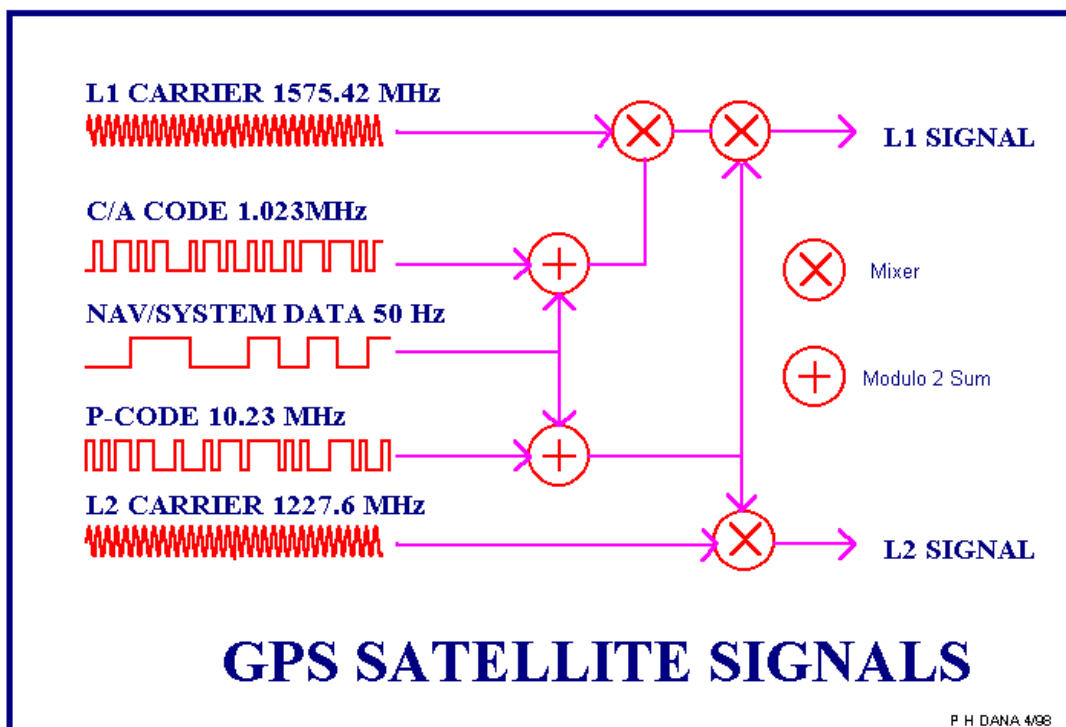 L1 CARRIER 1575.42 MHz
L1 SIGNAL
C/A CODE 1.023MHz
Mixer
NAV/SYSTEM DATA 50 Hz
Modulo 2 Sum
P-CODE 10.23 MHz
L2 CARRIER 1227.6 MHz
L2 SIGNAL
GPS SATELLITE SIGNALS
P H DANA 4/98